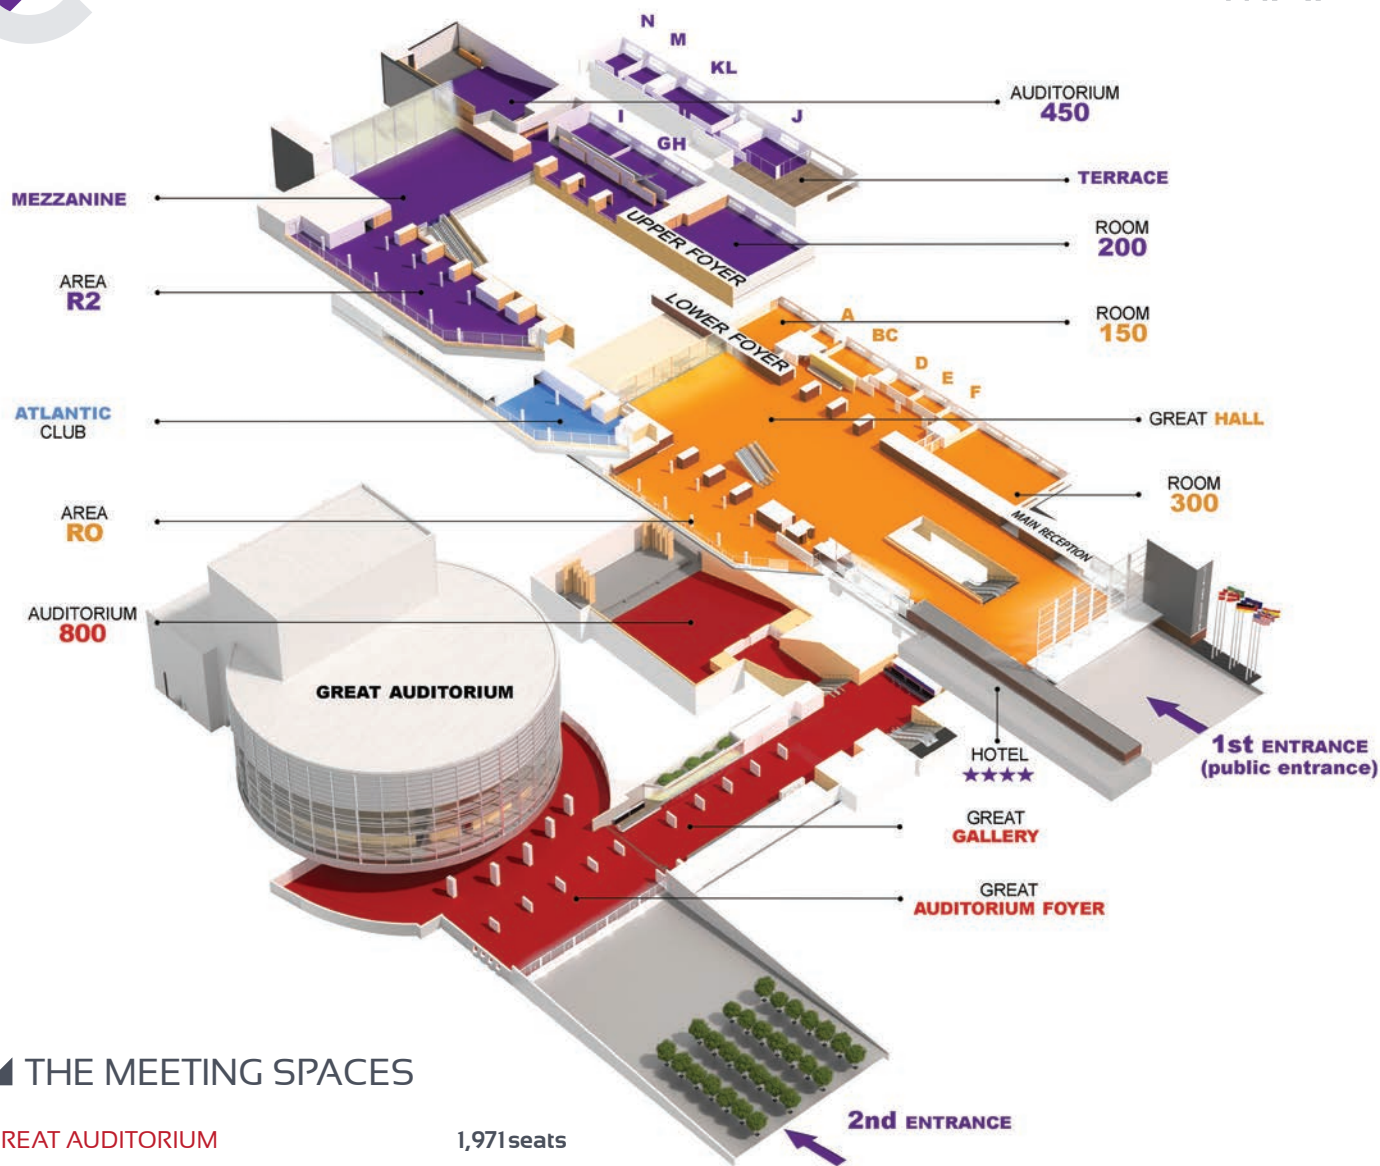 N
M
KL
J
I
GH
AUDITORIUM
450
TERRACE
MEZZANINE
UPPER FOYER
ROOM
200
AREA
R2
LOWER FOYER
A
BC
D
E
F
ROOM
150
ATLANTIC
CLUB
GREAT HALL
AREA
RO
ROOM
300
MAIN RECEPTION
AUDITORIUM
800
GREAT AUDITORIUM
HOTEL
★★★★
1st ENTRANCE
(public entrance)
GREAT
GALLERY
GREAT
AUDITORIUM FOYER
THE MEETING SPACES
2nd ENTRANCE
REAT AUDITORIUM 1,971 seats